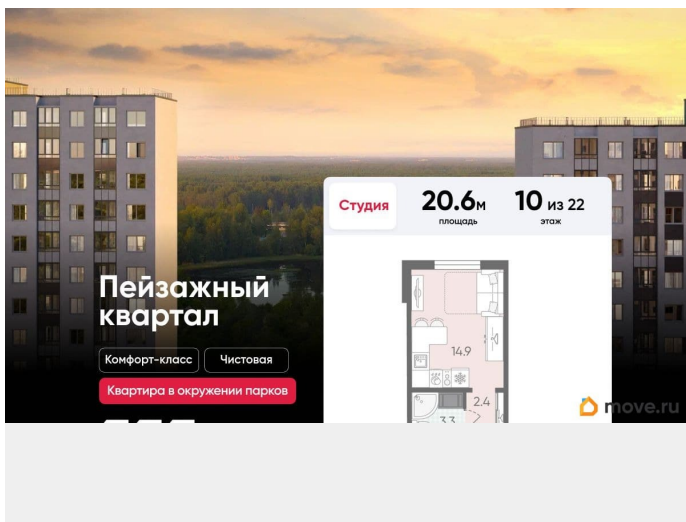 Студия
20.6м
площадь
10 из 22
этаж
Пейзажный
квартал
Комфорт-класс
Чистовая
Квартира в окружении парков
14.9
2.4
3.3
move.ru